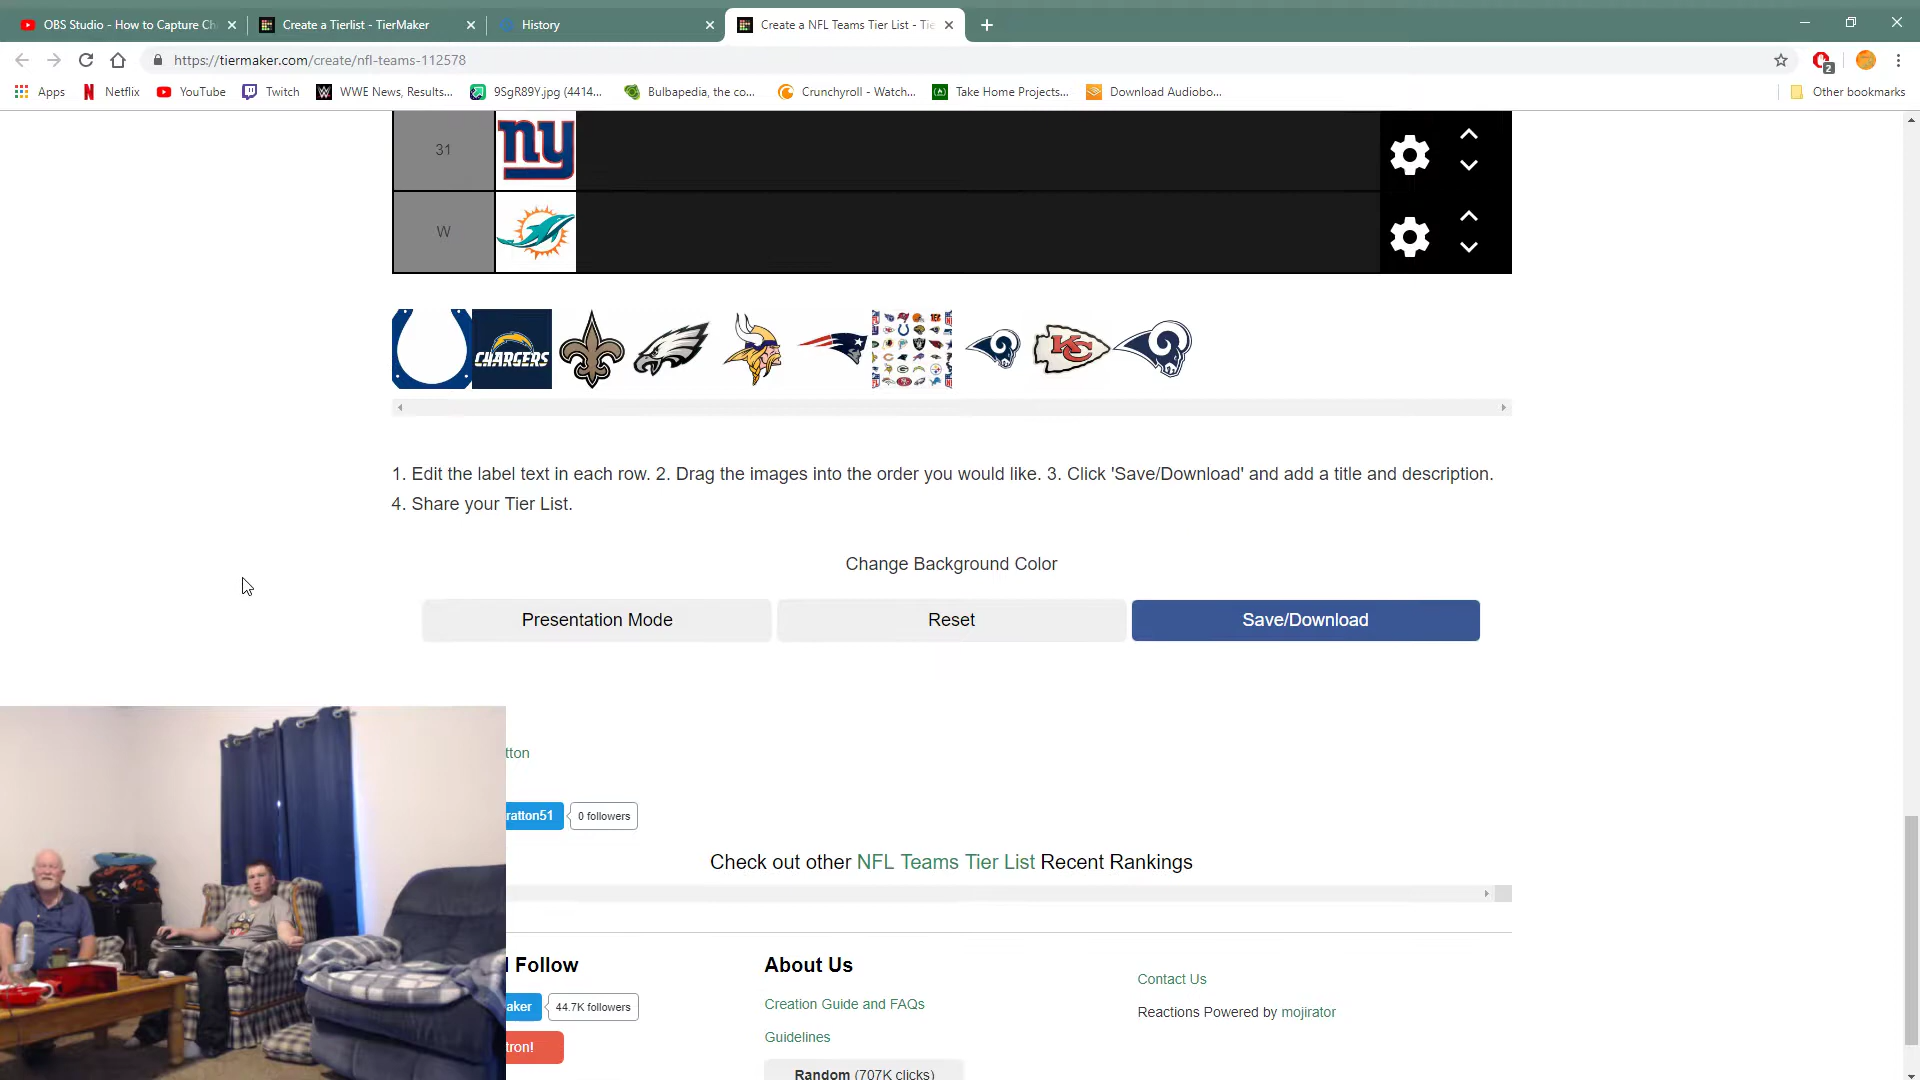 OBS Studio - How to Capture Ch
Create a Tierlist - TierMaker
History
Create a NFL Teams Tier List - Tie
https://tiermaker.com/create/nfl-teams-112578
2
Apps
Netflix
YouTube
Twitch
WWE News, Results...
9SgR89Y.jpg (4414...
Bulbapedia, the co...
Crunchyroll - Watch...
Take Home Projects...
Download Audiobo...
Other bookmarks
31
ny
W
CHARGERS
KC
1. Edit the label text in each row. 2. Drag the images into the order you would like. 3. Click 'Save/Download' and add a title and description.
4. Share your Tier List.
Change Background Color
Presentation Mode
Reset
Save/Download
tton
ratton51
0 followers
Check out other NFL Teams Tier List Recent Rankings
l Follow
About Us
Contact Us
aker
44.7K followers
Creation Guide and FAQs
Reactions Powered by mojirator
Guidelines
tron!
Random (707K clicks)